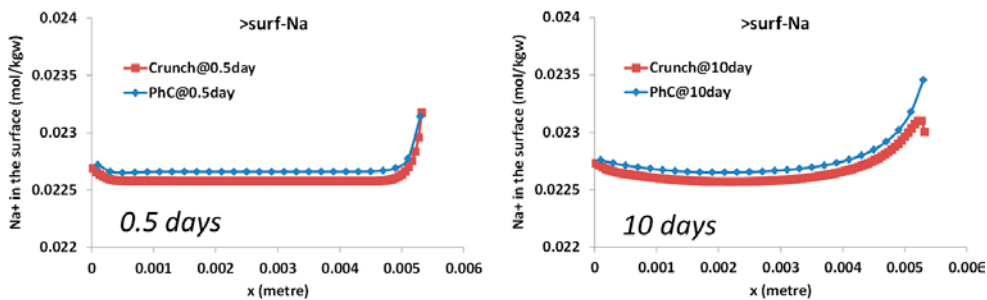 >surf-Na
Na+ in the surface (mol/kgw)
0.024
0.0235
0.023
0.0225
0.022
Crunch@0.5day
PhC@0.5day
0.5 days
0
0.001
0.002
0.003
0.004
0.005
0.006
x (metre)
>surf-Na
Na+ in the surface (mol/kgw)
0.024
0.0235
0.023
0.0225
0.022
Crunch@10day
PhC@10day
10 days
0
0.001
0.002
0.003
0.004
0.005
0.006
x (metre)